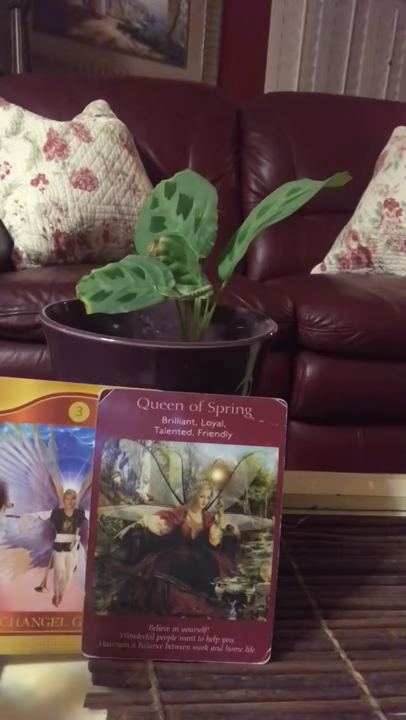 3
CHANGEL G
Queen of Spring
Brilliant, Loyal,
Talented, Friendly
Believe in yourself!
Wonderful people want to help you
Maintain a balance between work and home life